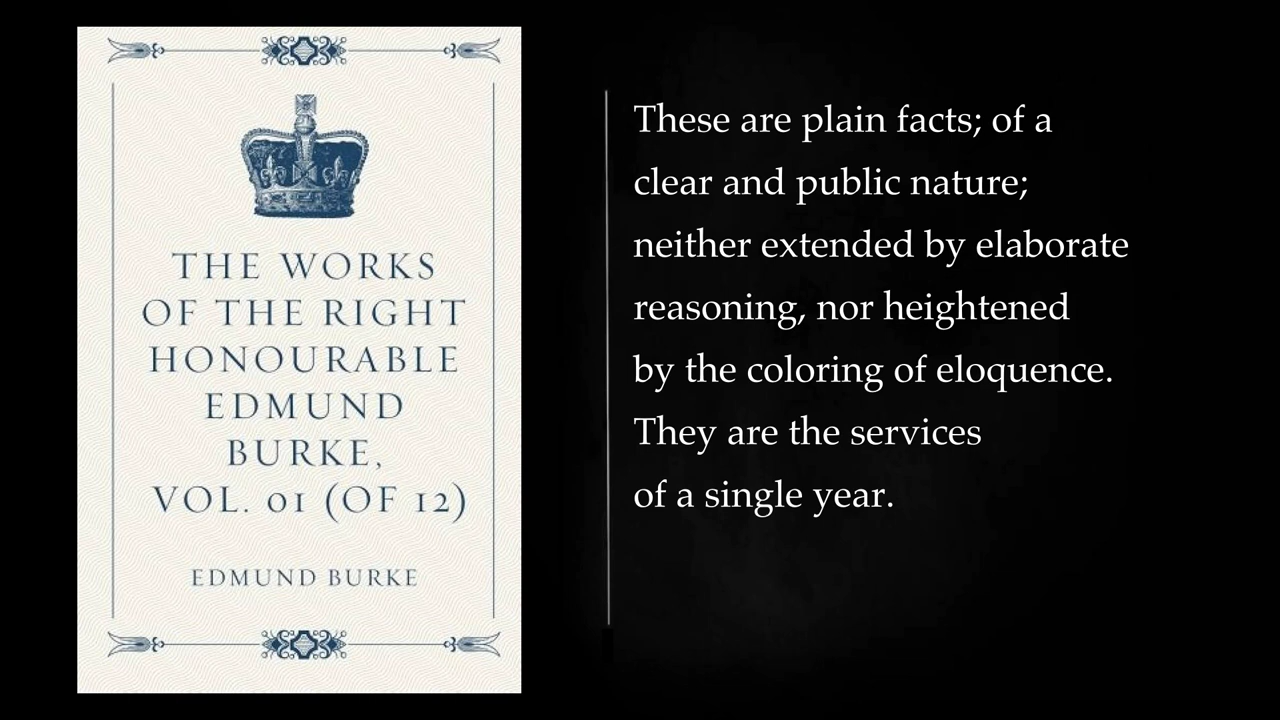 THE WORKS
OF THE RIGHT
HONOURABLE
EDMUND
BURKE,
VOL. 01 (OF 12)
EDMUND BURKE
These are plain facts; of a
clear and public nature;
neither extended by elaborate
reasoning, nor heightened
by the coloring of eloquence.
They are the services
of a single year.